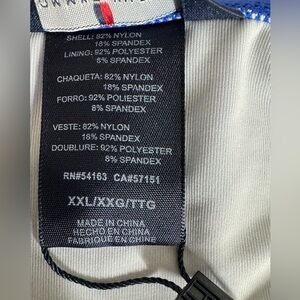 SHELL: 82% NYLON
18% SPANDEX
LINING: 92% POLYESTER
8% SPANDEX
CHAQUETA: 82% NYLON
18% SPANDEX
FORRO: 92% POLYESTER
8% SPANDEX
VESTE: 82% NYLON
18% SPANDEX
DOUBLURE: 92% POLYESTER
8% SPANDEX
RN#54163 CA#57151
XXL/XXG/TTG
MADE IN CHINA
HECHO EN CHINA
FABRIQUÉ EN CHINE